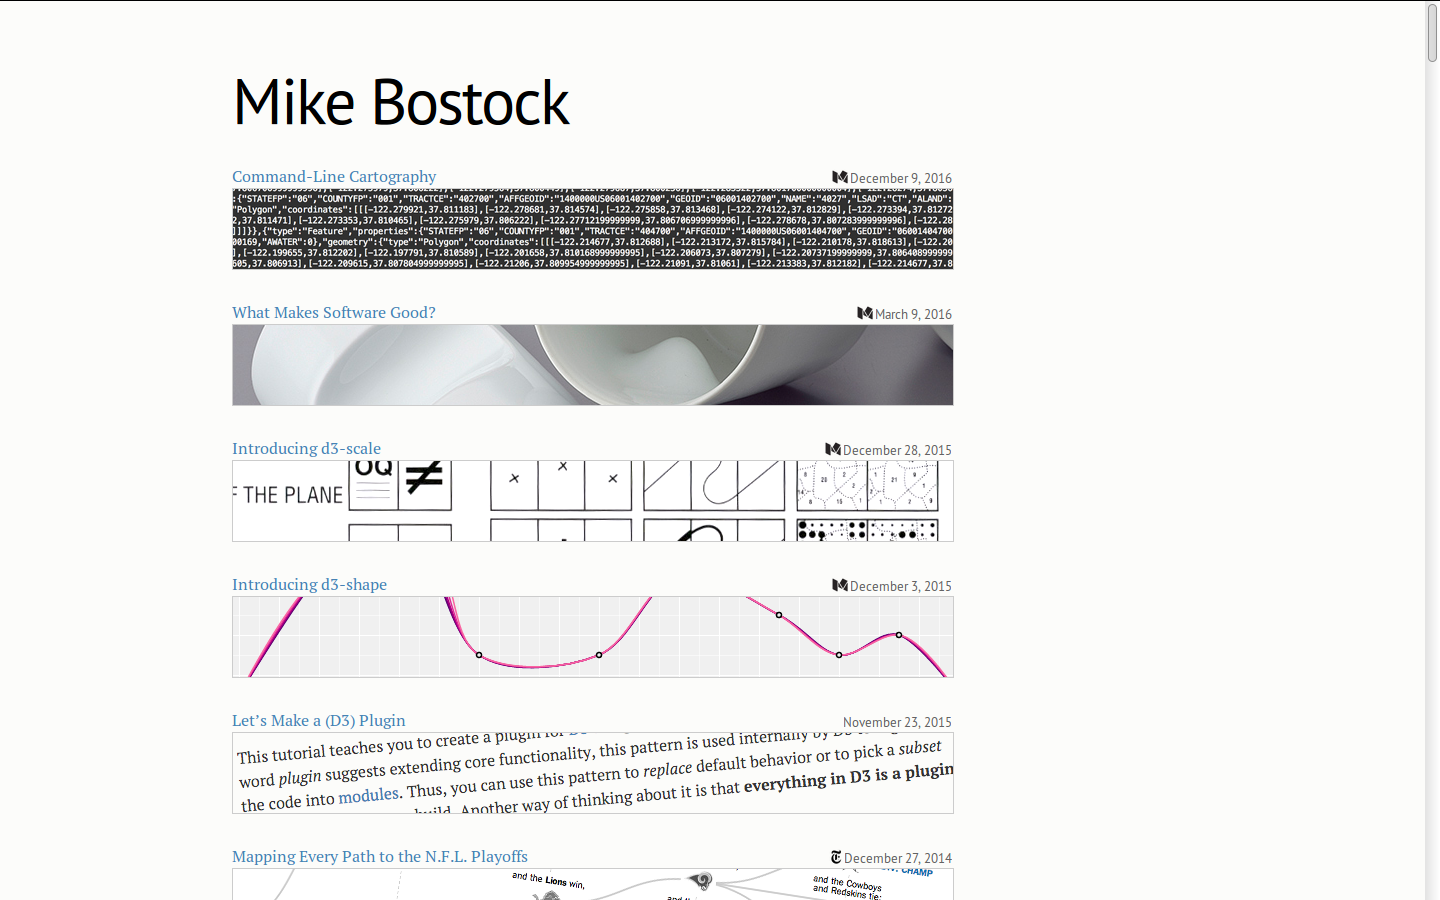 Mike Bostock
Command-Line Cartography
December 9, 2016
:{"STATEFP":"06","COUNTYFP":"001","TRACTCE":"402700","AFFGEOID":"1400000US06001402700","GEOID":"06001402700","NAME":"4027","LSAD":"CT","ALAND":
"Polygon","coordinates":[[[−122.279921,37.811183],[−122.278681,37.814574],[−122.275858,37.813468],[−122.274122,37.812829],[−122.273394,37.81272
2,37.811471],[−122.273353,37.810465],[−122.275979,37.806222],[−122.27712199999999,37.806706999999996],[−122.278678,37.807283999999996],[−122.28
]]]}},{"type":"Feature","properties":{"STATEFP":"06","COUNTYFP":"001","TRACTCE":"404700","AFFGEOID":"1400000US06001404700","GEOID":"06001404700
00169,"AWATER":0},"geometry":{"type":"Polygon","coordinates":[[[−122.214677,37.812688],[−122.213172,37.815784],[−122.210178,37.818613],[−122.20
[−122.199655,37.812202],[−122.197791,37.810589],[−122.201658,37.810168999999995],[−122.206073,37.807279],[−122.20737199999999,37.806408999999
605,37.806913],[−122.209615,37.807804999999995],[−122.21206,37.809954999999995],[−122.21091,37.81061],[−122.213383,37.812182],[−122.214677,37.8
What Makes Software Good?
March 9, 2016
Introducing d3-scale
December 28, 2015
OQ
F THE PLANE
Introducing d3-shape
December 3, 2015
Let’s Make a (D3) Plugin
November 23, 2015
This tutorial teaches you to create a plugin for
word plugin suggests extending core functionality, this pattern is used internally by
the code into modules. Thus, you can use this pattern to replace default behavior or to pick a subset
build. Another way of thinking about it is that everything in D3 is a plugin
Mapping Every Path to the N.F.L. Playoffs
December 27, 2014
and the Lions win,
CHAMP
and the Cowboys
and Redskins tie: